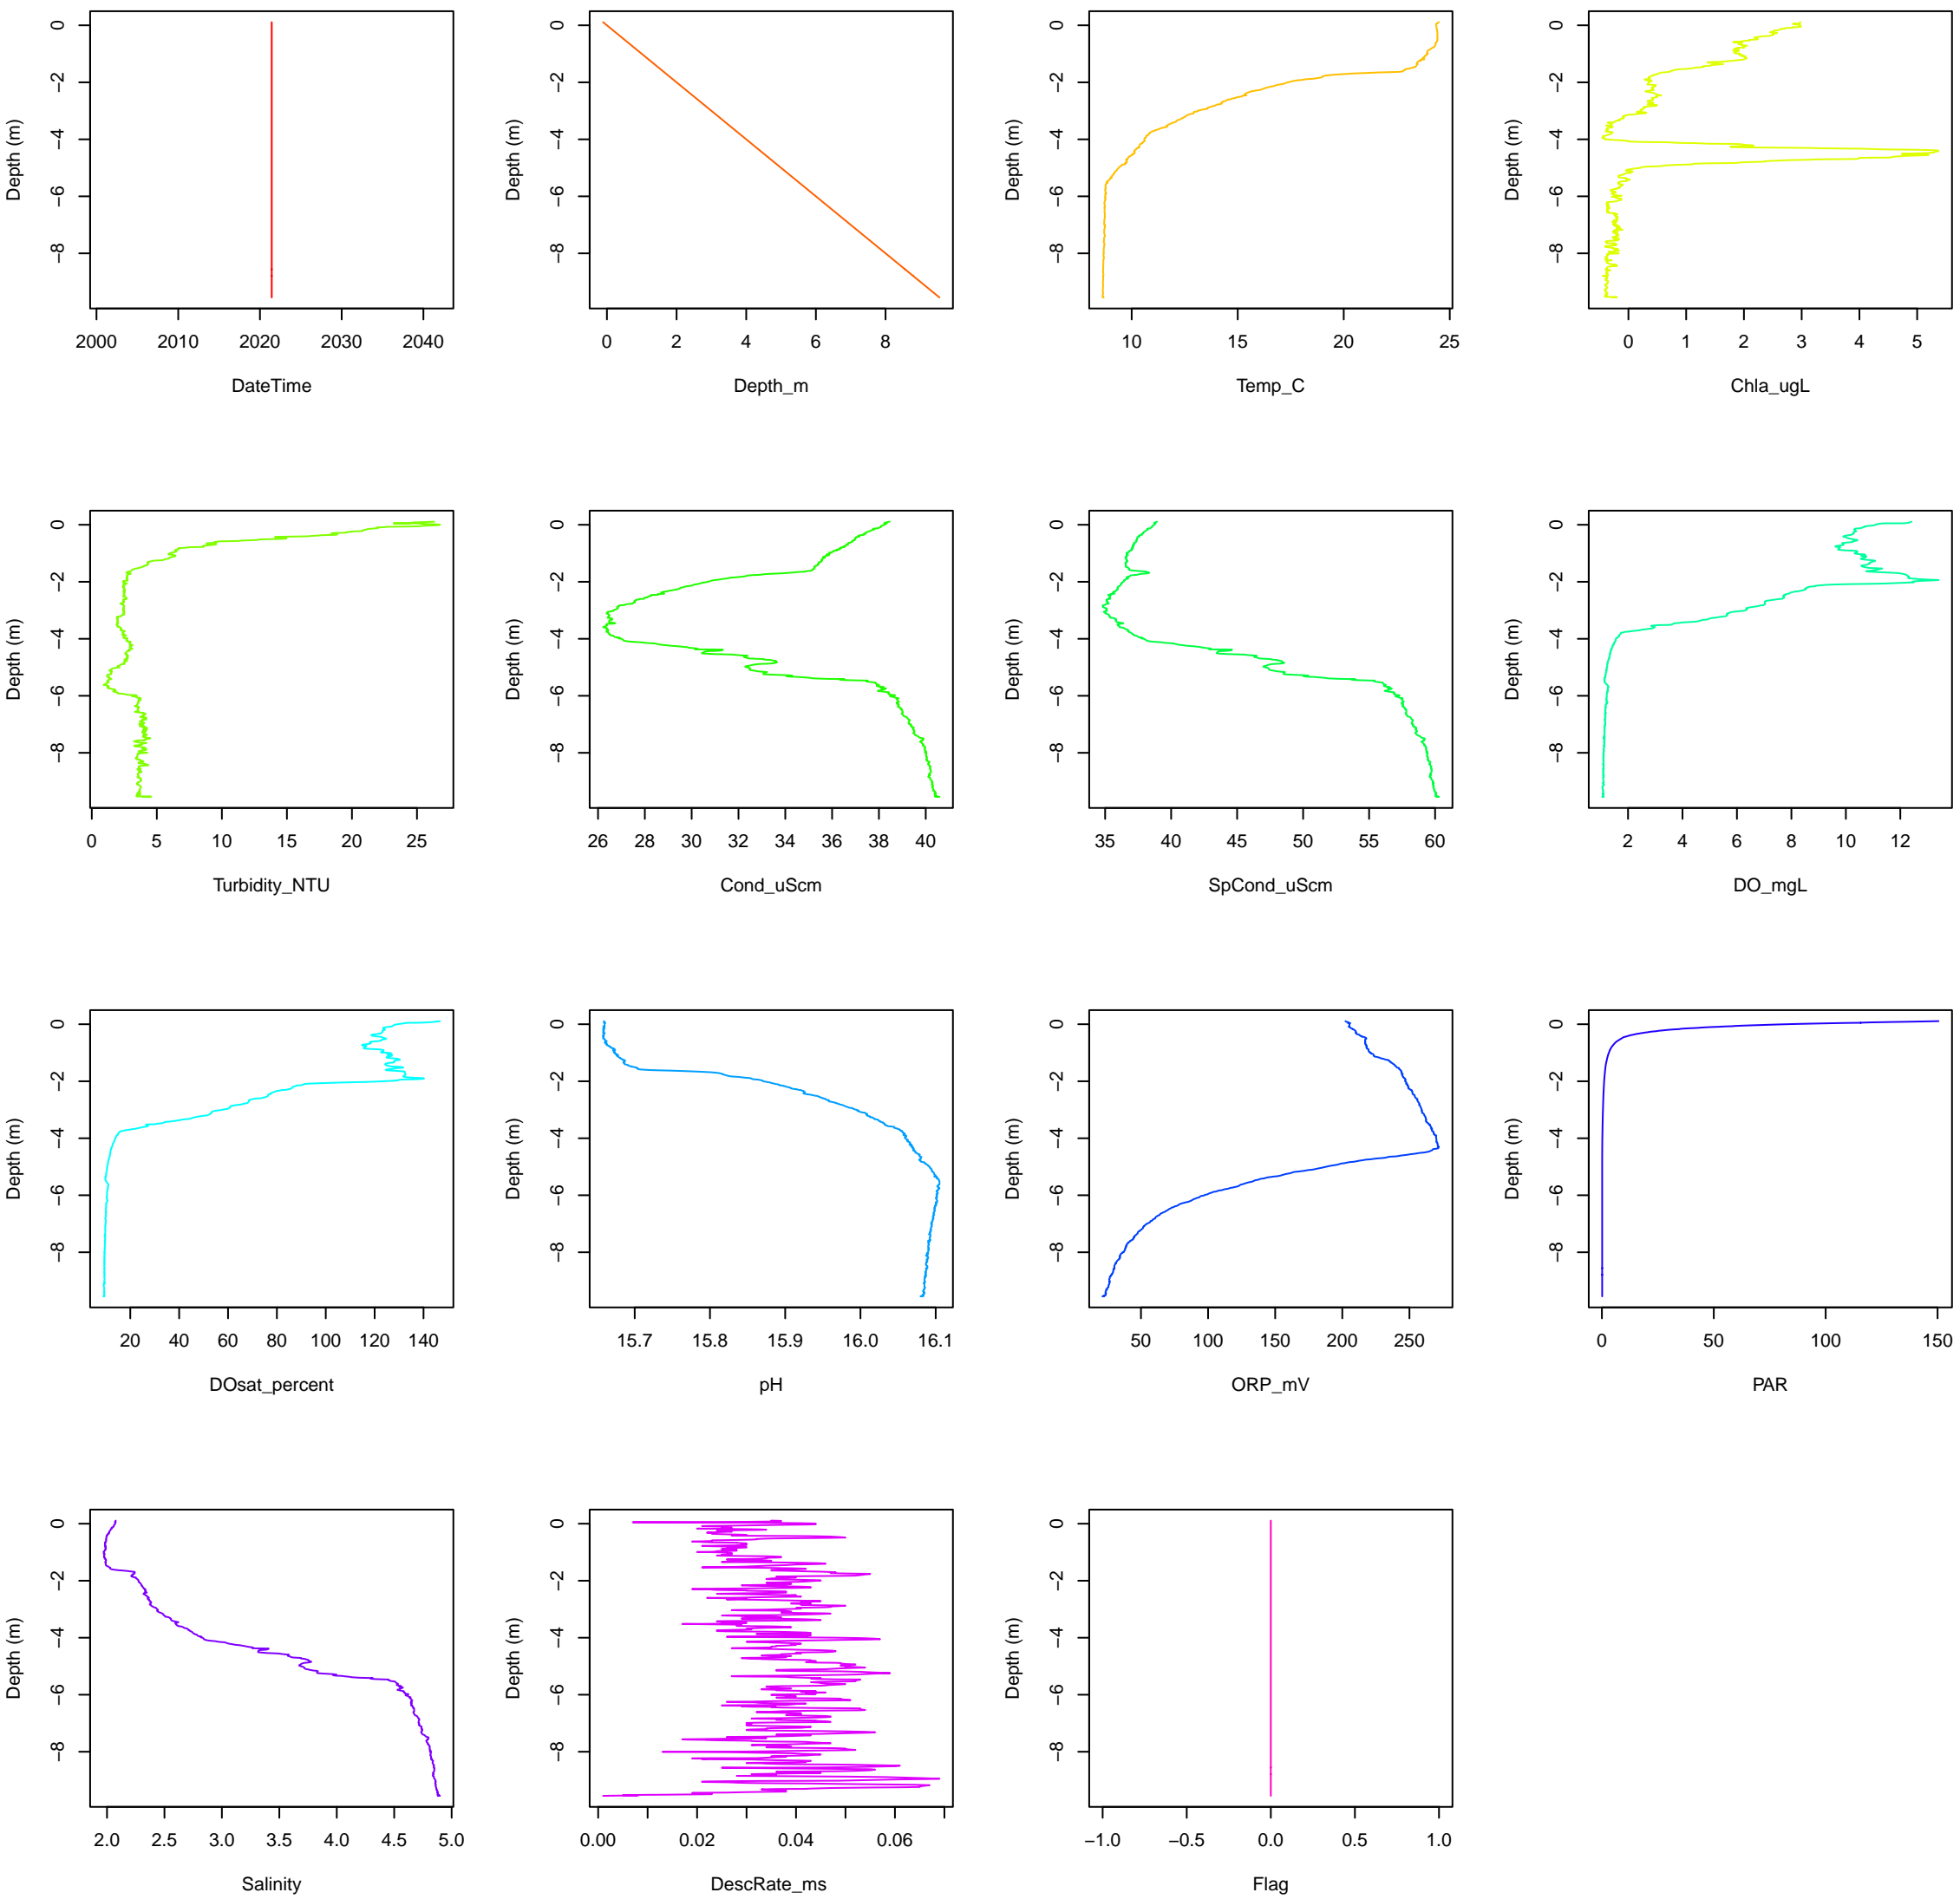 0 −2 −4 −6 −8
Depth (m)
2000 2010 2020 2030 2040
DateTime
0 −2 −4 −6 −8
Depth (m)
0 2 4 6 8
Depth_m
0 −2 −4 −6 −8
Depth (m)
10 15 20 25
Temp_C
0 −2 −4 −6 −8
Depth (m)
0 1 2 3 4 5
Chla_ugL
0 −2 −4 −6 −8
Depth (m)
0 5 10 15 20 25
Turbidity_NTU
0 −2 −4 −6 −8
Depth (m)
26 28 30 32 34 36 38 40
Cond_uScm
0 −2 −4 −6 −8
Depth (m)
35 40 45 50 55 60
SpCond_uScm
0 −2 −4 −6 −8
Depth (m)
2 4 6 8 10 12
DO_mgL
0 −2 −4 −6 −8
Depth (m)
20 40 60 80 100 120 140
DOsat_percent
0 −2 −4 −6 −8
Depth (m)
15.7 15.8 15.9 16.0 16.1
pH
0 −2 −4 −6 −8
Depth (m)
50 100 150 200 250
ORP_mV
0 −2 −4 −6 −8
Depth (m)
0 50 100 150
PAR
0 −2 −4 −6 −8
Depth (m)
2.0 2.5 3.0 3.5 4.0 4.5 5.0
Salinity
0 −2 −4 −6 −8
Depth (m)
0.00 0.02 0.04 0.06
DescRate_ms
0 −2 −4 −6 −8
Depth (m)
−1.0 −0.5 0.0 0.5 1.0
Flag